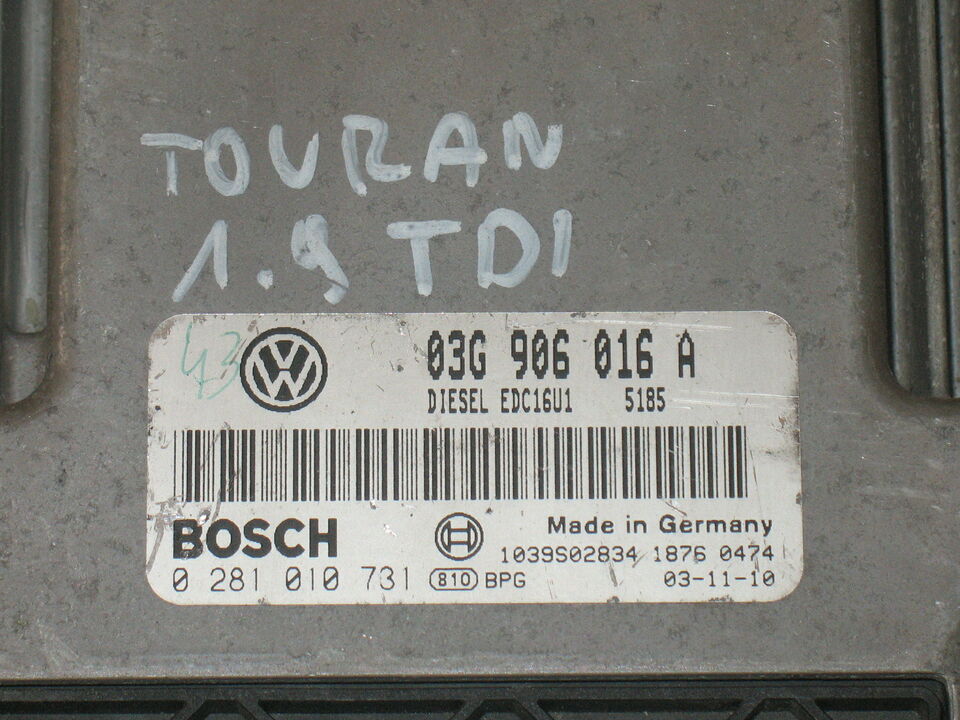 TOURAN
1.9 TDI
43
VW
03G 906 016 A
DIESEL EDC16U1 5185
BOSCH
Made in Germany
1039S02834 1876 0474
0 281 010 731 810 BPG 03-11-10